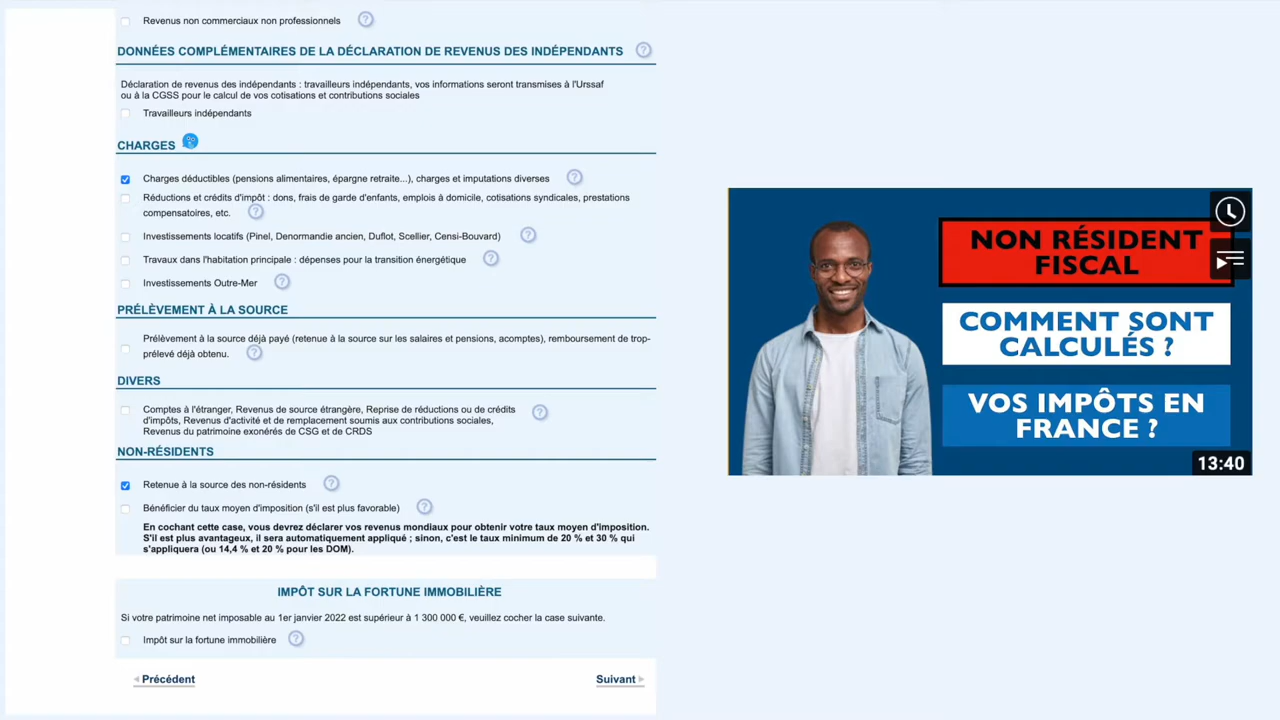 Revenus non commerciaux non professionnels
DONNÉES COMPLÉMENTAIRES DE LA DÉCLARATION DE REVENUS DES INDÉPENDANTS
Déclaration de revenus des indépendants : travailleurs indépendants, vos informations seront transmises à l'Urssaf
ou à la CGSS pour le calcul de vos cotisations et contributions sociales
Travailleurs indépendants
CHARGES
Charges déductibles (pensions alimentaires, épargne retraite...), charges et imputations diverses
Réductions et crédits d'impôt : dons, frais de garde d'enfants, emplois à domicile, cotisations syndicales, prestations
compensatoires, etc.
Investissements locatifs (Pinel, Denormandie ancien, Duflot, Scellier, Censi-Bouvard)
Travaux dans l'habitation principale : dépenses pour la transition énergétique
Investissements Outre-Mer
PRÉLÈVEMENT À LA SOURCE
Prélèvement à la source déjà payé (retenue à la source sur les salaires et pensions, acomptes), remboursement de trop-
prélevé déjà obtenu.
DIVERS
Comptes à l'étranger, Revenus de source étrangère, Reprise de réductions ou de crédits
d'impôts, Revenus d'activité et de remplacement soumis aux contributions sociales,
Revenus du patrimoine exonérés de CSG et de CRDS
NON-RÉSIDENTS
Retenue à la source des non-résidents
Bénéficier du taux moyen d'imposition (s'il est plus favorable)
En cochant cette case, vous devrez déclarer vos revenus mondiaux pour obtenir votre taux moyen d'imposition.
S'il est plus avantageux, il sera automatiquement appliqué ; sinon, c'est le taux minimum de 20 % et 30 % qui
s'appliquera (ou 14,4 % et 20 % pour les DOM).
IMPÔT SUR LA FORTUNE IMMOBILIÈRE
Si votre patrimoine net imposable au 1er janvier 2022 est supérieur à 1 300 000 €, veuillez cocher la case suivante.
Impôt sur la fortune immobilière
Précédent
Suivant
NON RÉSIDENT
FISCAL
COMMENT SONT
CALCULÉS ?
VOS IMPÔTS EN
FRANCE ?
13:40